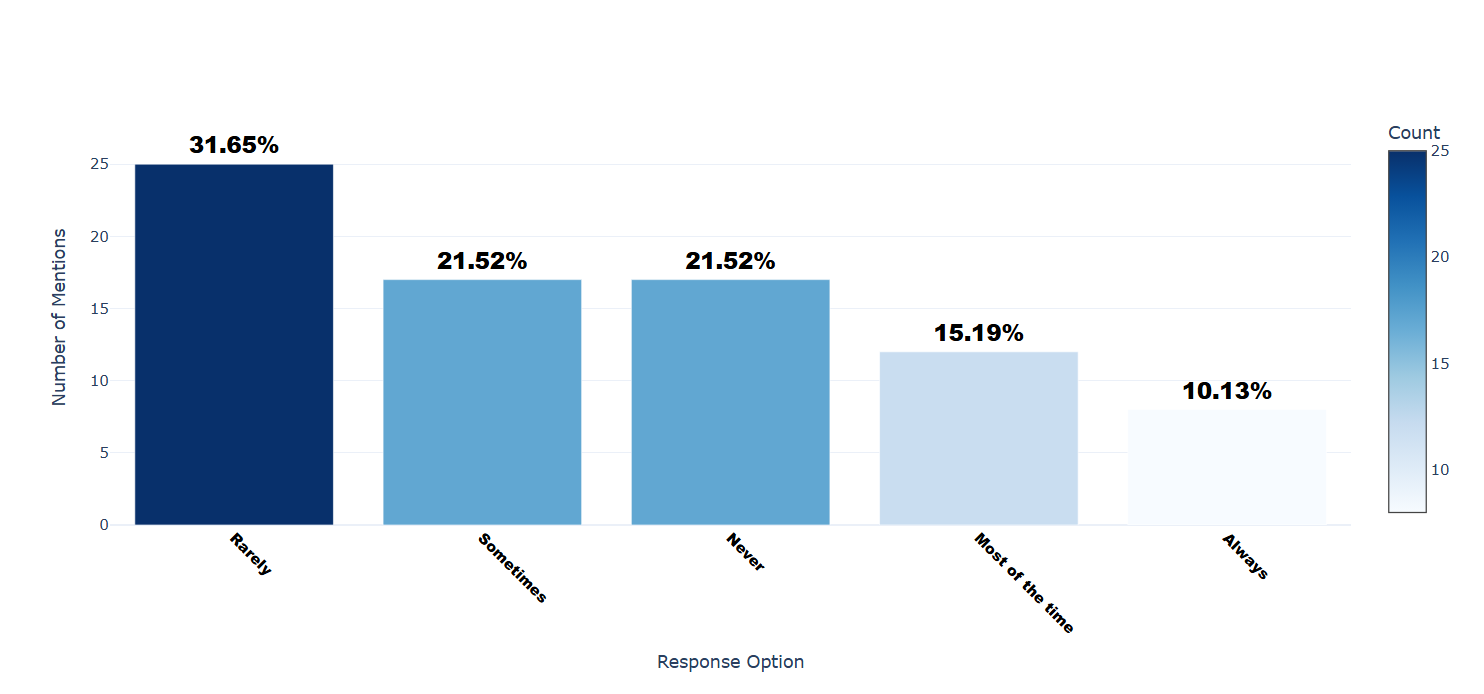 31.65%
21.52%
21.52%
15.19%
10.13%
Number of Mentions
25
20
15
10
5
0
Rarely
Sometimes
Never
Most of the time
Always
Response Option
Count
25
20
15
10